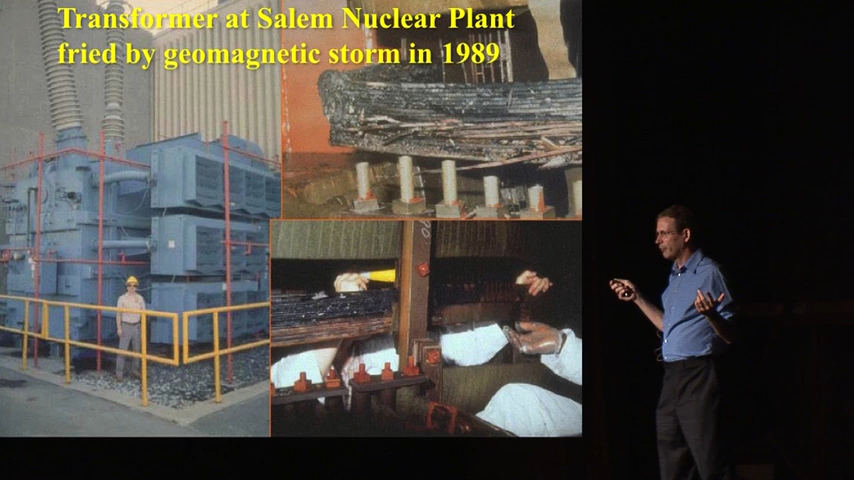 Transformer at Salem Nuclear Plant
fried by geomagnetic storm in 1989